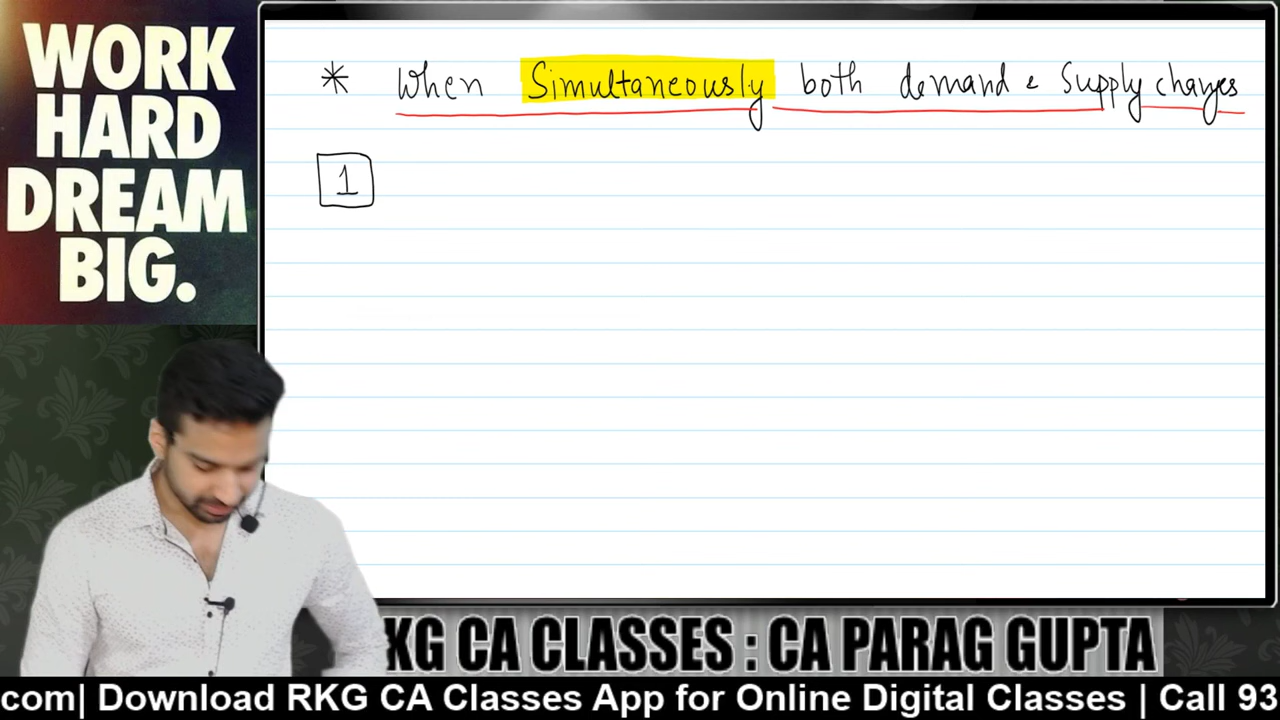 WORK
HARD
DREAM
BIG.
* When Simultaneously both demand & Supply changes
1
KG CA CLASSES : CA PARAG GUPTA
com| Download RKG CA Classes App for Online Digital Classes | Call 93